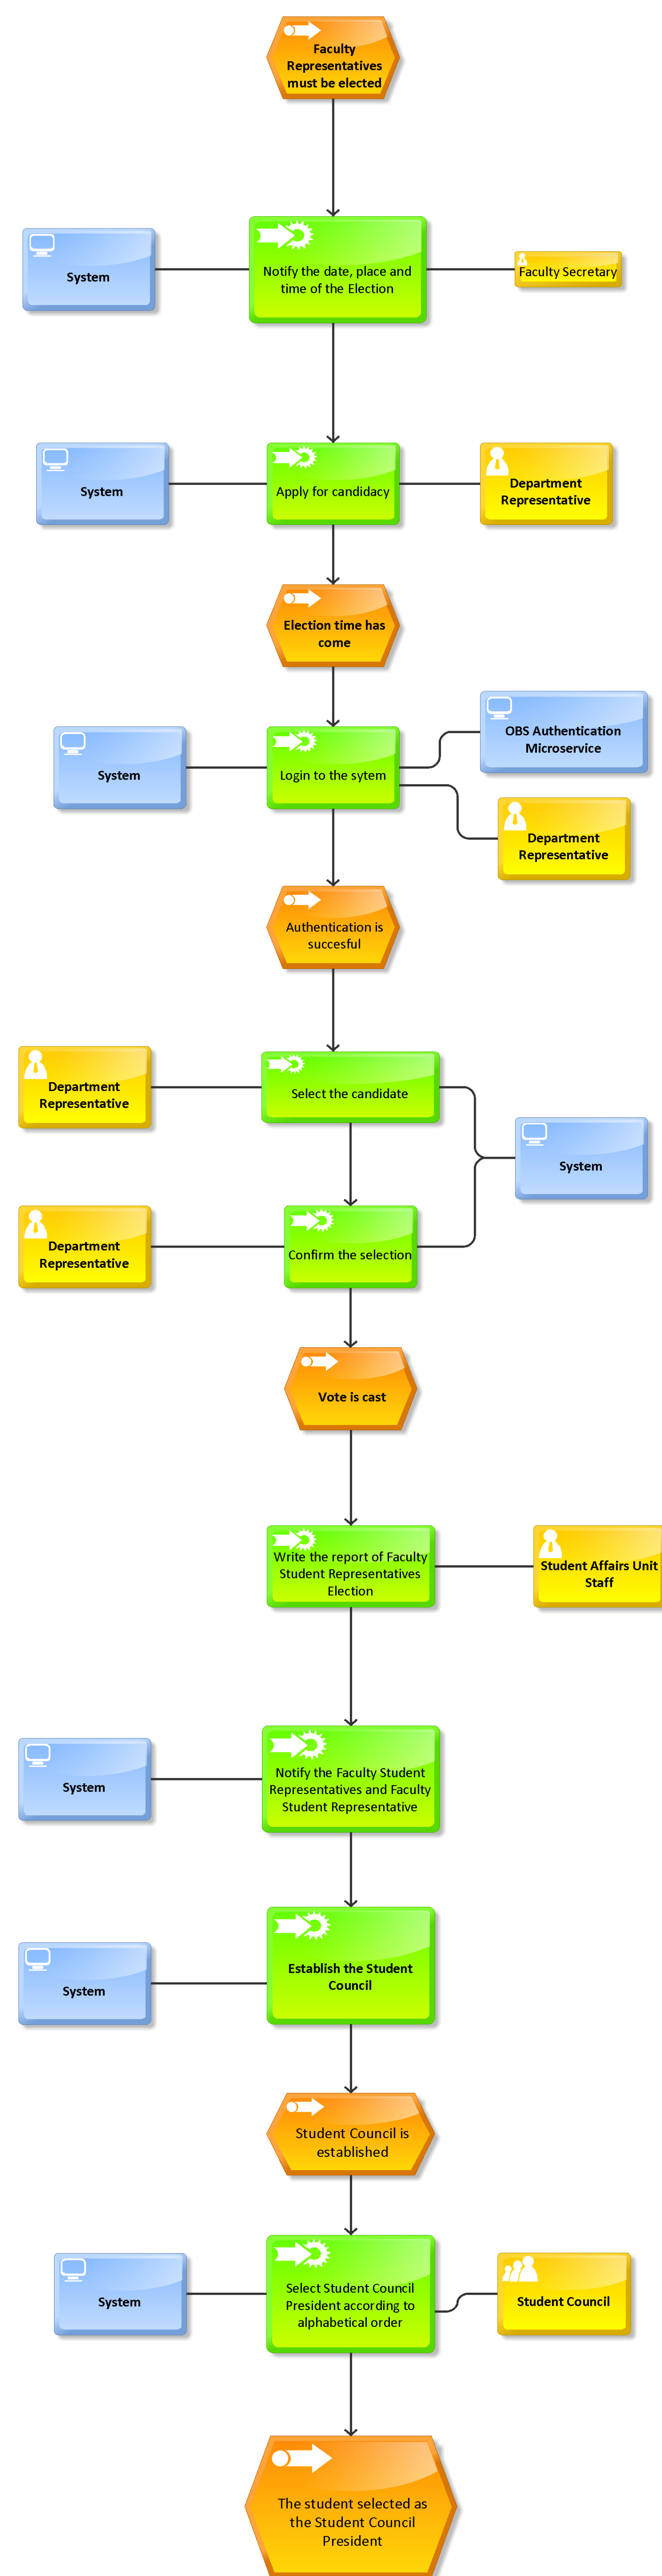 Faculty
Representatives
must be elected
System
Notify the date, place and
time of the Election
Faculty Secretary
System
Apply for candidacy
Department
Representative
Election time has
come
System
Login to the sytem
OBS Authentication
Microservice
Department
Representative
Authentication is
succesful
Department
Representative
Select the candidate
System
Department
Representative
Confirm the selection
Vote is cast
Write the report of Faculty
Student Representatives
Election
Student Affairs Unit
Staff
System
Notify the Faculty Student
Representatives and Faculty
Student Representative
System
Establish the Student
Council
Student Council is
established
System
Select Student Council
President according to
alphabetical order
Student Council
The student selected as
the Student Council
President